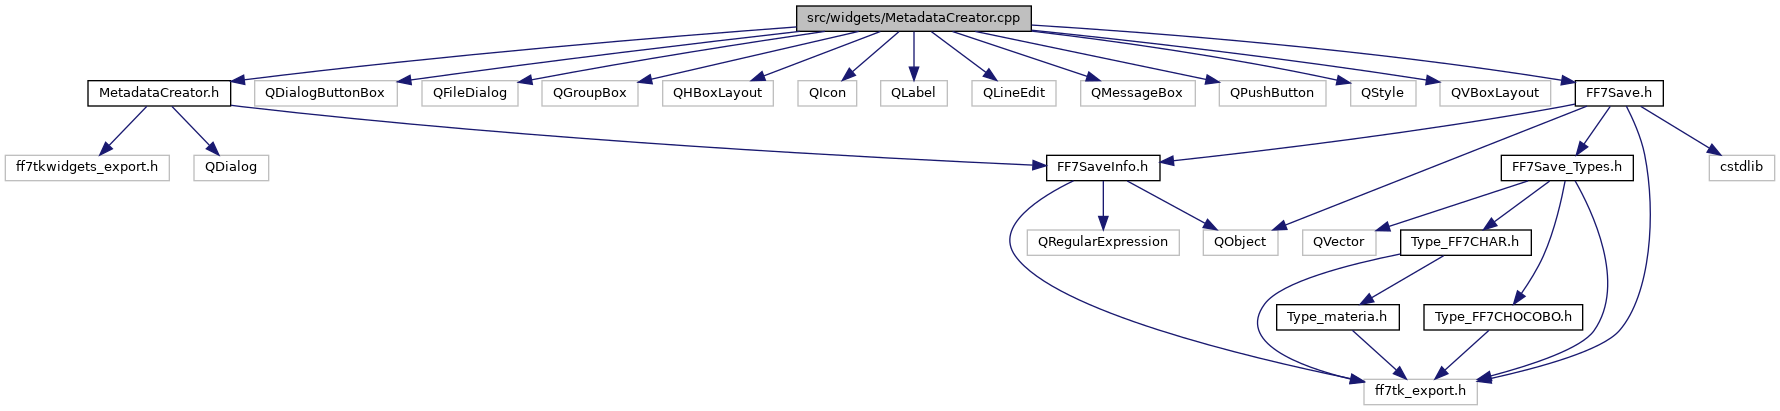 src/widgets/MetadataCreator.cpp
MetadataCreator.h
QDialogButtonBox
QFileDialog
QGroupBox
QHBoxLayout
QIcon
QLabel
QLineEdit
QMessageBox
QPushButton
QStyle
QVBoxLayout
FF7Save.h
ff7tkwidgets_export.h
QDialog
FF7SaveInfo.h
FF7Save_Types.h
cstdlib
QRegularExpression
QObject
QVector
Type_FF7CHAR.h
Type_materia.h
Type_FF7CHOCOBO.h
ff7tk_export.h